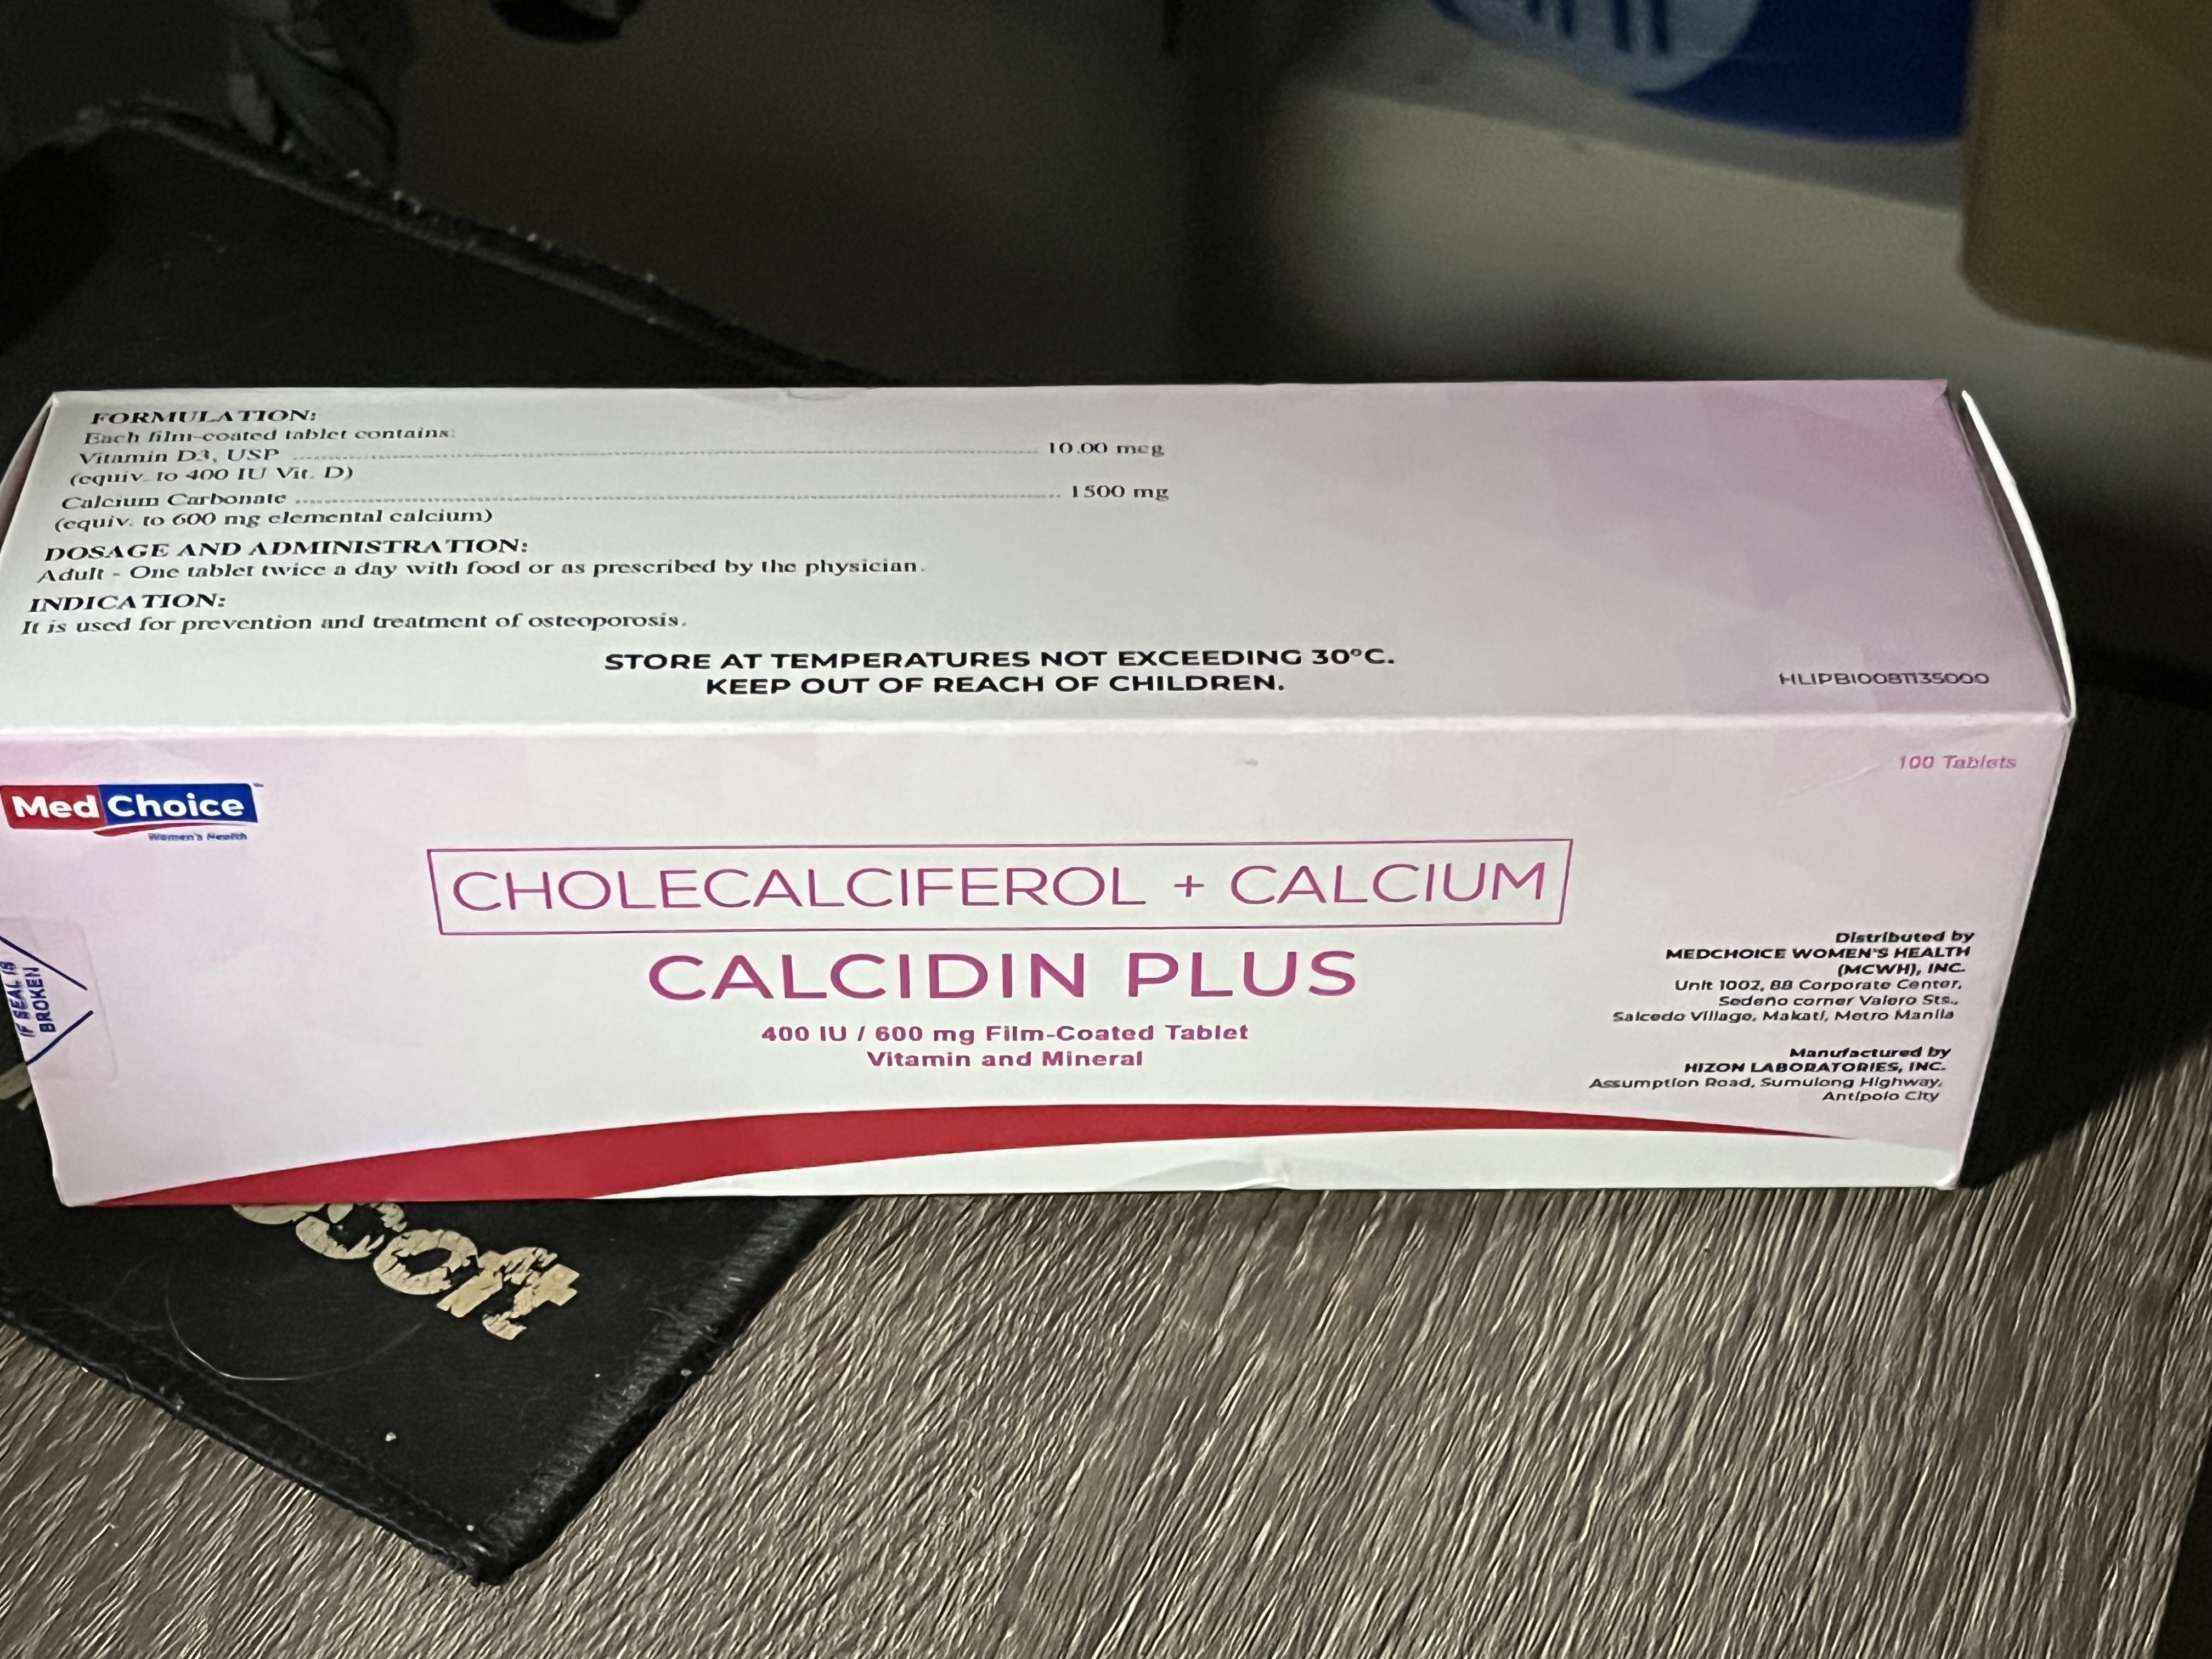 FORMULATION:
Each film-coated tablet contains:
Vitamin D3, USP ........ 10.00 mcg
(equiv. to 400 IU Vit. D)
Calcium Carbonate ........ 1500 mg
(equiv. to 600 mg elemental calcium)
DOSAGE AND ADMINISTRATION:
Adult - One tablet twice a day with food or as prescribed by the physician.
INDICATION:
It is used for prevention and treatment of osteoporosis.
STORE AT TEMPERATURES NOT EXCEEDING 30°C.
KEEP OUT OF REACH OF CHILDREN.
100 Tablets
MedChoice
Women's Health
CHOLECALCIFEROL + CALCIUM
CALCIDIN PLUS
400 IU / 600 mg Film-Coated Tablet
Vitamin and Mineral
IF SEAL IS
BROKEN
Distributed by
MEDCHOICE WOMEN'S HEALTH
(MCWH), INC.
Unit 1002, 88 Corporate Center,
Sedeño corner Valero Sts.,
Salcedo Village, Makati, Metro Manila
Manufactured by
HIZON LABORATORIES, INC.
Assumption Road, Sumulong Highway,
Antipolo City